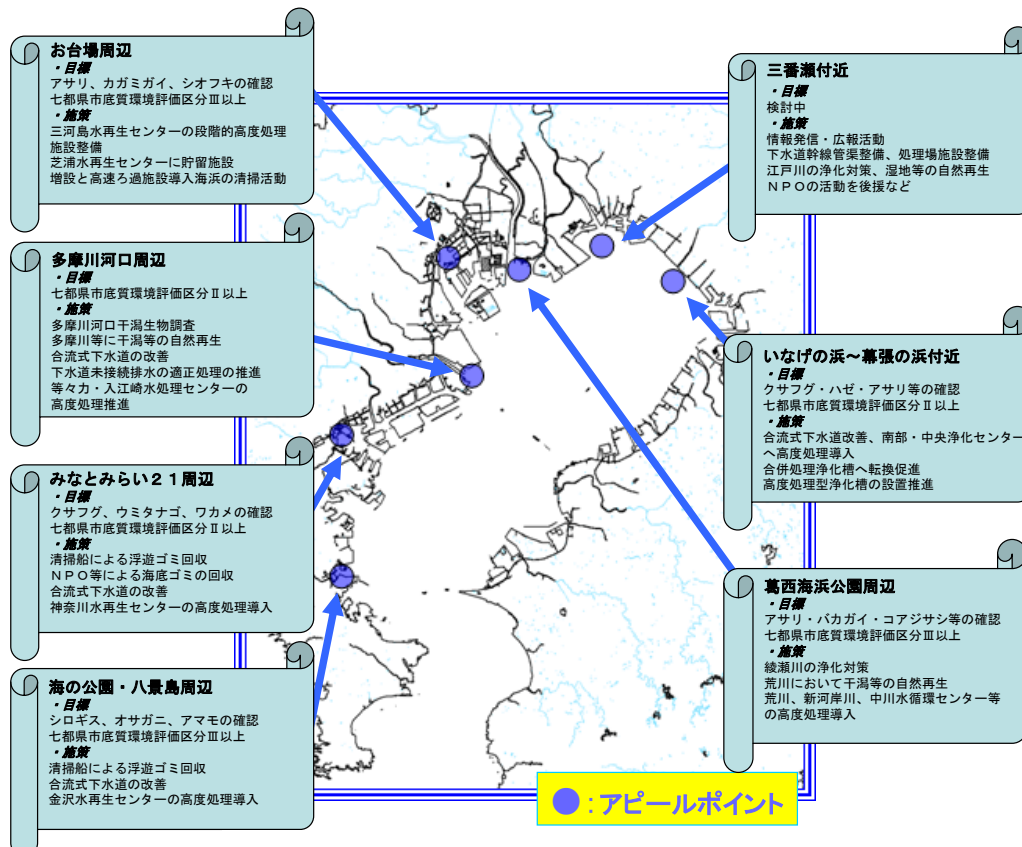 お台場周辺
・目標
アサリ、カガミガイ、シオフキの確認
七都県市底質環境評価区分Ⅲ以上
・施策
三河島水再生センターの段階的高度処理
施設整備
芝浦水再生センターに貯留施設
増設と高速ろ過施設導入海浜の清掃活動
多摩川河口周辺
・目標
七都県市底質環境評価区分Ⅱ以上
・施策
多摩川河口干潟生物調査
多摩川等に干潟等の自然再生
合流式下水道の改善
下水道未接続排水の適正処理の推進
等々力・入江崎水処理センターの
高度処理推進
みなとみらい２１周辺
・目標
クサフグ、ウミタナゴ、ワカメの確認
七都県市底質環境評価区分Ⅱ以上
・施策
清掃船による浮遊ゴミ回収
ＮＰＯ等による海底ゴミの回収
合流式下水道の改善
神奈川水再生センターの高度処理導入
海の公園・八景島周辺
・目標
シロギス、オサガニ、アマモの確認
七都県市底質環境評価区分Ⅲ以上
・施策
清掃船による浮遊ゴミ回収
合流式下水道の改善
金沢水再生センターの高度処理導入
三番瀬付近
・目標
検討中
・施策
情報発信・広報活動
下水道幹線管渠整備、処理場施設整備
江戸川の浄化対策、湿地等の自然再生
ＮＰＯの活動を後援など
いなげの浜～幕張の浜付近
・目標
クサフグ・ハゼ・アサリ等の確認
七都県市底質環境評価区分Ⅱ以上
・施策
合流式下水道改善、南部・中央浄化センター
へ高度処理導入
合併処理浄化槽へ転換促進
高度処理型浄化槽の設置推進
葛西海浜公園周辺
・目標
アサリ・バカガイ・コアジサシ等の確認
七都県市底質環境評価区分Ⅲ以上
・施策
綾瀬川の浄化対策
荒川において干潟等の自然再生
荒川、新河岸川、中川水循環センター等
の高度処理導入
：アピールポイント